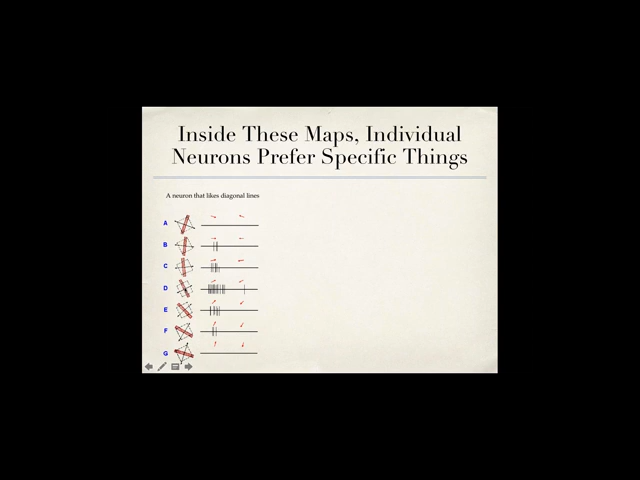 Inside These Maps, Individual
Neurons Prefer Specific Things
A neuron that likes diagonal lines
A
B
C
D
E
F
G